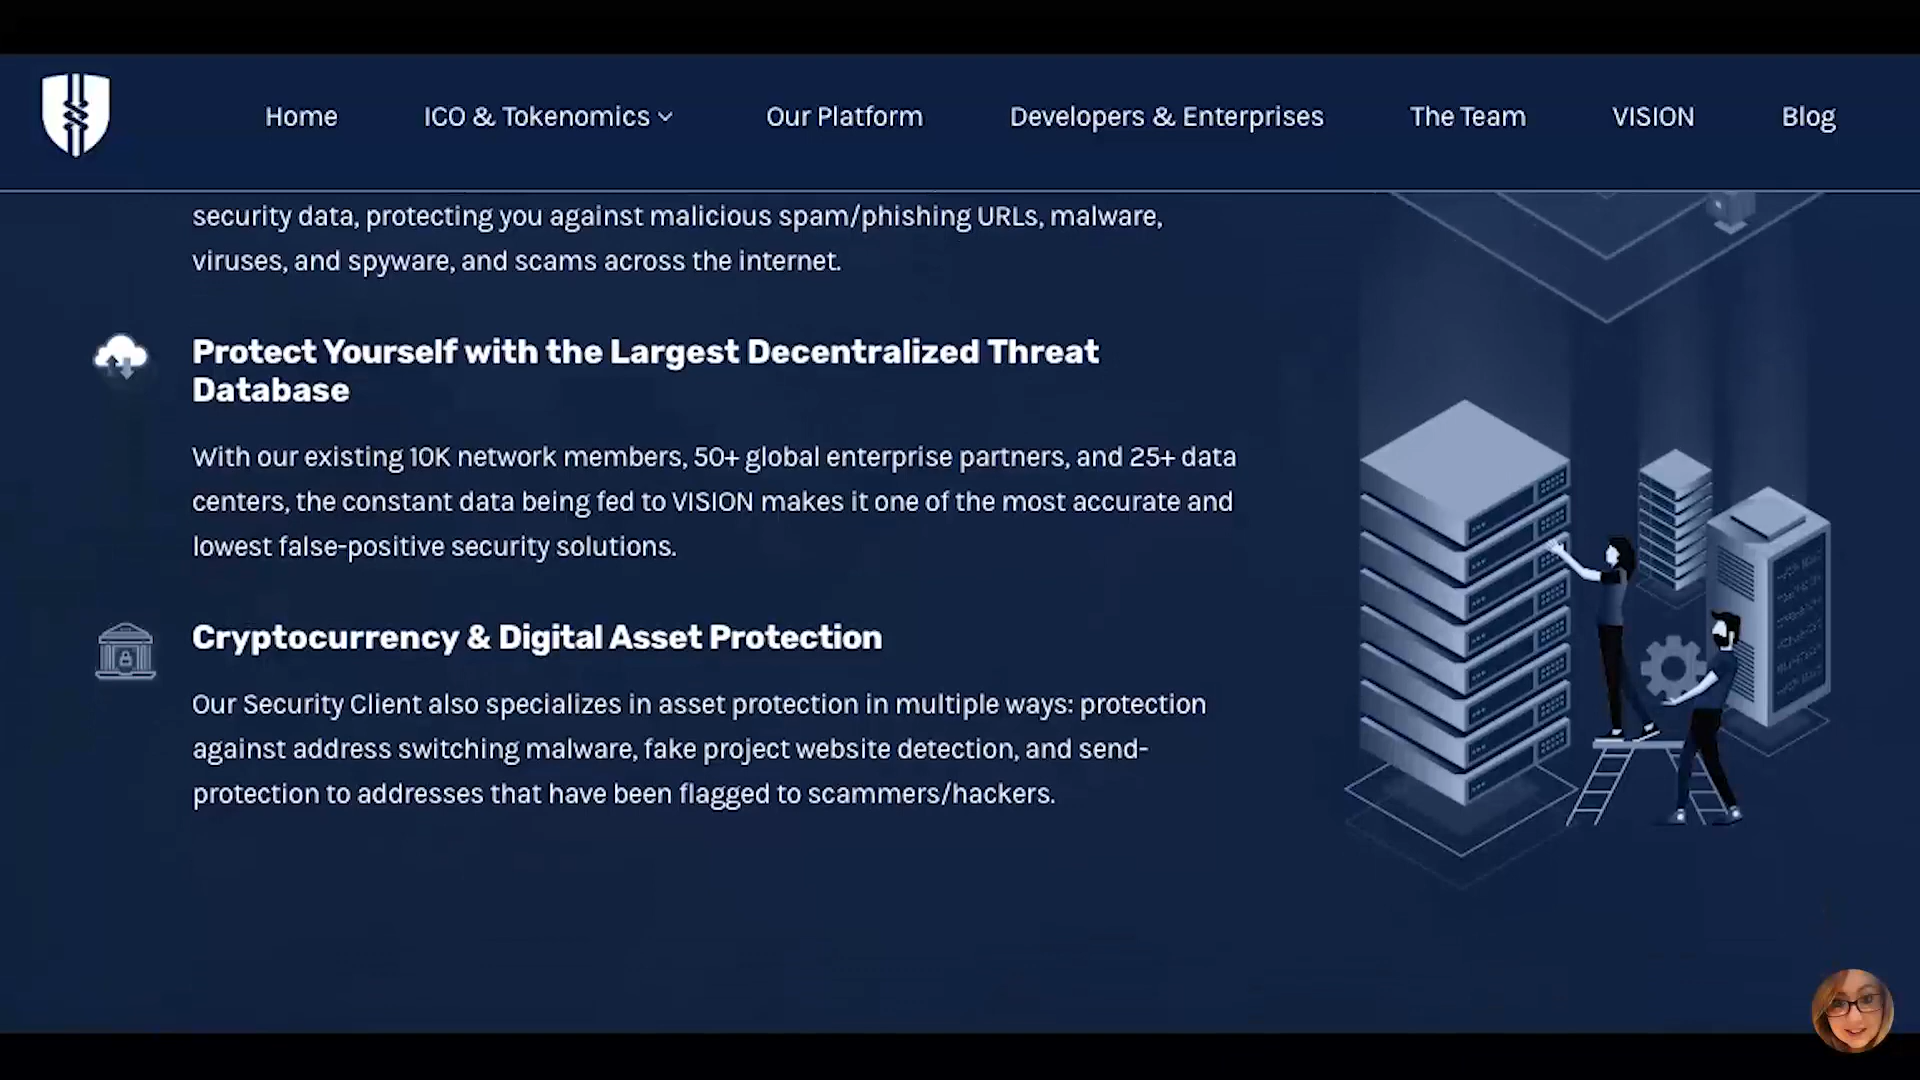 Home
ICO & Tokenomics
Our Platform
Developers & Enterprises
The Team
VISION
Blog
security data, protecting you against malicious spam/phishing URLs, malware,
viruses, and spyware, and scams across the internet.
Protect Yourself with the Largest Decentralized Threat
Database
With our existing 10K network members, 50+ global enterprise partners, and 25+ data
centers, the constant data being fed to VISION makes it one of the most accurate and
lowest false-positive security solutions.
Cryptocurrency & Digital Asset Protection
Our Security Client also specializes in asset protection in multiple ways: protection
against address switching malware, fake project website detection, and send-
protection to addresses that have been flagged to scammers/hackers.